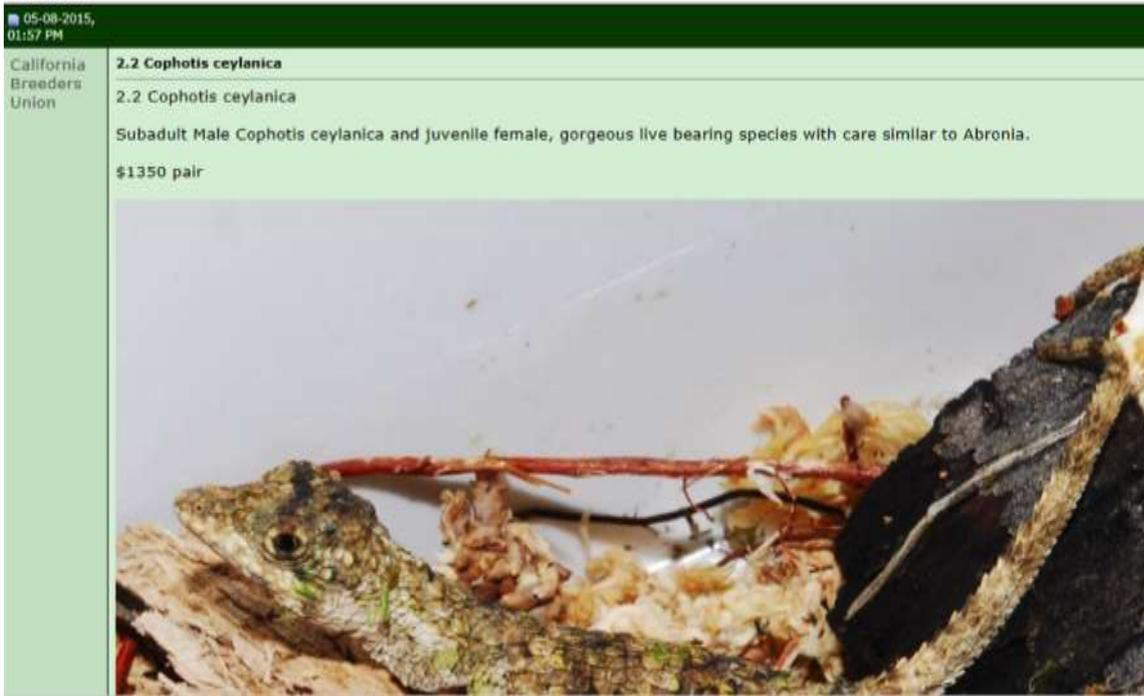 05-08-2015,
01:57 PM
California
Breeders
Union
2.2 Cophotis ceylanica
2.2 Cophotis ceylanica
Subadult Male Cophotis ceylanica and juvenile female, gorgeous live bearing species with care similar to Abronia.
$1350 pair